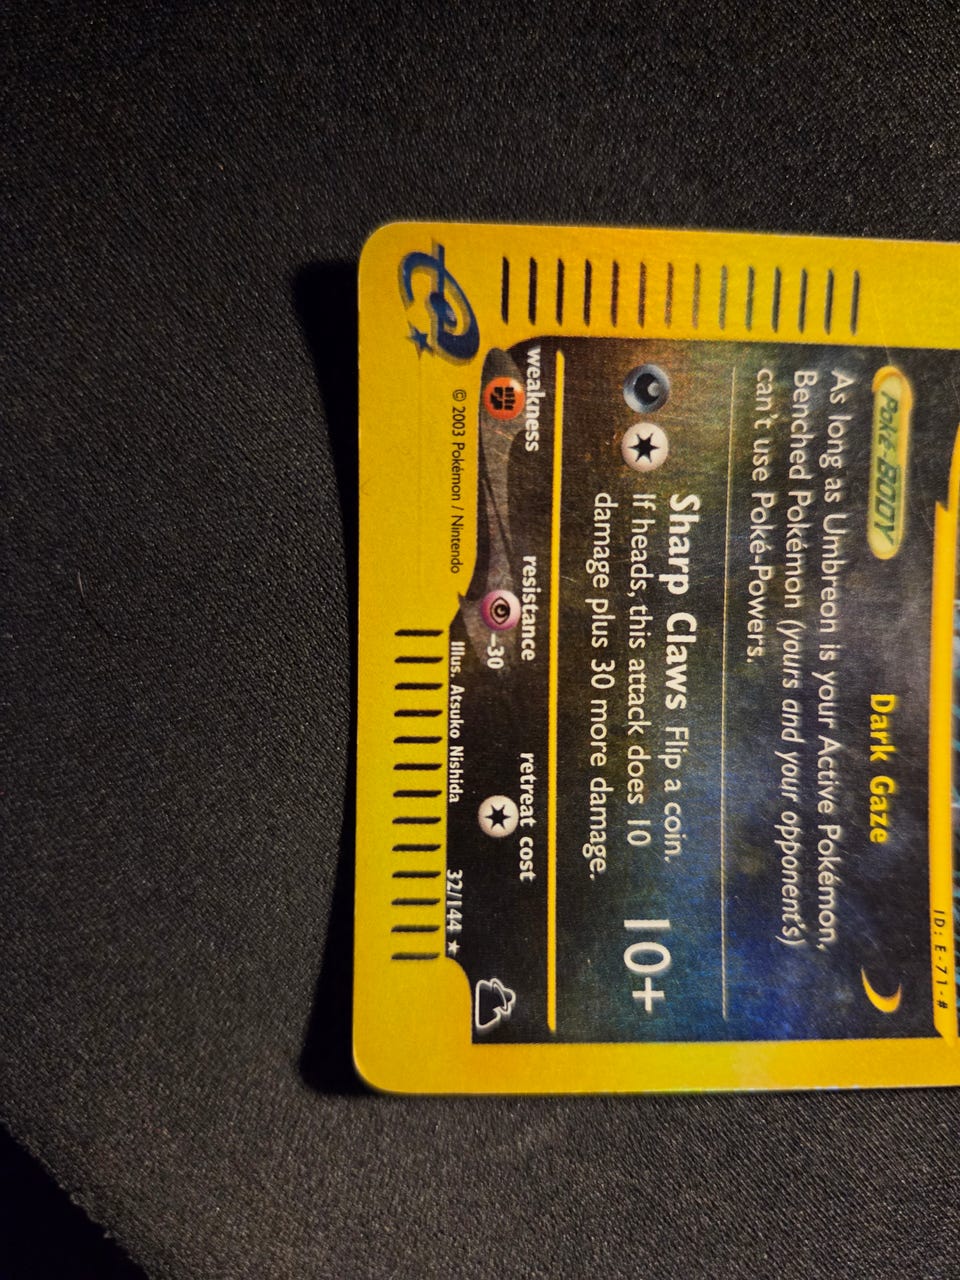 ID: E-71-#
Poké-BODY Dark Gaze
As long as Umbreon is your Active Pokémon,
Benched Pokémon (yours and your opponent's)
can't use Poké-Powers.
Sharp Claws Flip a coin.
If heads, this attack does 10
damage plus 30 more damage.
10+
weakness resistance retreat cost
-30
© 2003 Pokémon / Nintendo Illus. Atsuko Nishida 32/144 ★